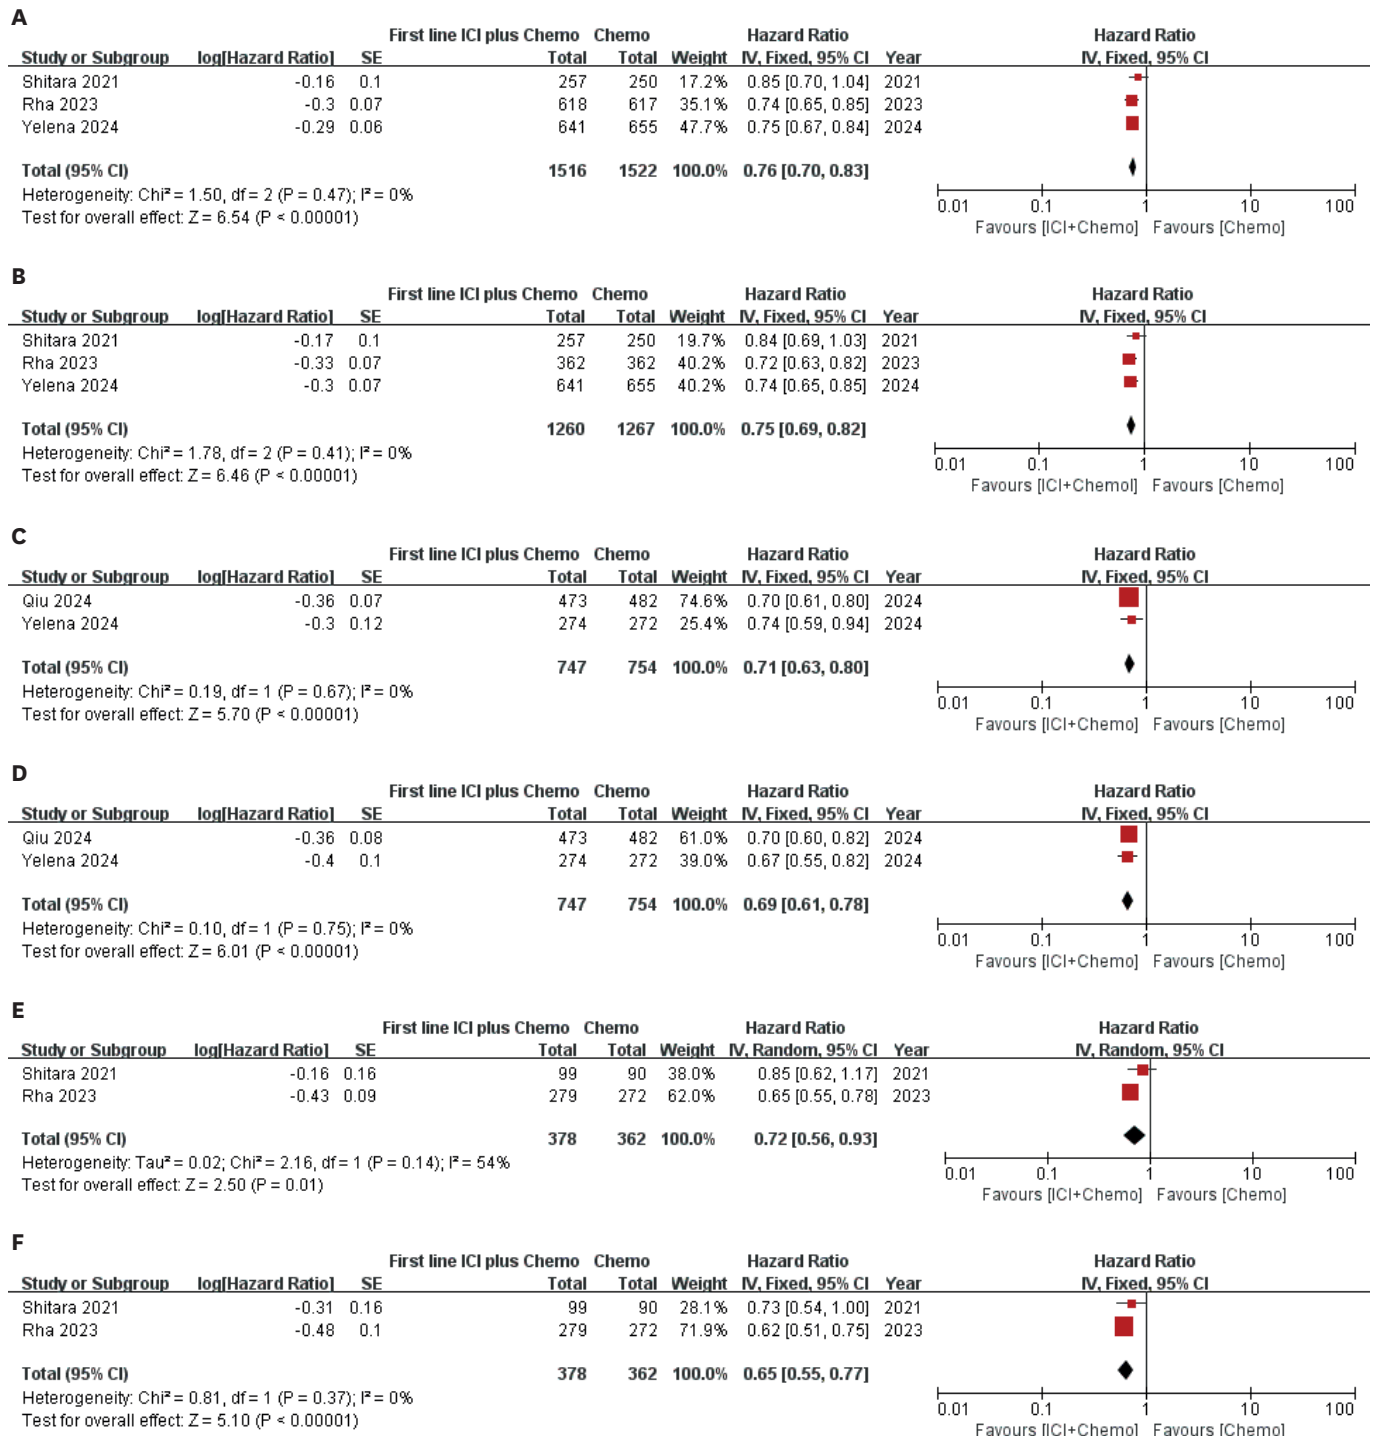 A
First line ICI plus Chemo Chemo Hazard Ratio Hazard Ratio
Study or Subgroup log[Hazard Ratio] SE Total Total Weight IV, Fixed, 95% CI Year IV, Fixed, 95% CI
Shitara 2021 -0.16 0.1 257 250 17.2% 0.85 [0.70, 1.04] 2021
Rha 2023 -0.3 0.07 618 617 35.1% 0.74 [0.65, 0.85] 2023
Yelena 2024 -0.29 0.06 641 655 47.7% 0.75 [0.67, 0.84] 2024
Total (95% CI) 1516 1522 100.0% 0.76 [0.70, 0.83]
Heterogeneity: Chi² = 1.50, df = 2 (P = 0.47); I² = 0%
Test for overall effect: Z = 6.54 (P < 0.00001)
0.01 0.1 1 10 100
Favours [ICI+Chemo] Favours [Chemo]
B
First line ICI plus Chemo Chemo Hazard Ratio Hazard Ratio
Study or Subgroup log[Hazard Ratio] SE Total Total Weight IV, Fixed, 95% CI Year IV, Fixed, 95% CI
Shitara 2021 -0.17 0.1 257 250 19.7% 0.84 [0.69, 1.03] 2021
Rha 2023 -0.33 0.07 362 362 40.2% 0.72 [0.63, 0.82] 2023
Yelena 2024 -0.3 0.07 641 655 40.2% 0.74 [0.65, 0.85] 2024
Total (95% CI) 1260 1267 100.0% 0.75 [0.69, 0.82]
Heterogeneity: Chi² = 1.78, df = 2 (P = 0.41); I² = 0%
Test for overall effect: Z = 6.46 (P < 0.00001)
0.01 0.1 1 10 100
Favours [ICI+Chemol] Favours [Chemo]
C
First line ICI plus Chemo Chemo Hazard Ratio Hazard Ratio
Study or Subgroup log[Hazard Ratio] SE Total Total Weight IV, Fixed, 95% CI Year IV, Fixed, 95% CI
Qiu 2024 -0.36 0.07 473 482 74.6% 0.70 [0.61, 0.80] 2024
Yelena 2024 -0.3 0.12 274 272 25.4% 0.74 [0.59, 0.94] 2024
Total (95% CI) 747 754 100.0% 0.71 [0.63, 0.80]
Heterogeneity: Chi² = 0.19, df = 1 (P = 0.67); I² = 0%
Test for overall effect: Z = 5.70 (P < 0.00001)
0.01 0.1 1 10 100
Favours [ICI+Chemo] Favours [Chemo]
D
First line ICI plus Chemo Chemo Hazard Ratio Hazard Ratio
Study or Subgroup log[Hazard Ratio] SE Total Total Weight IV, Fixed, 95% CI Year IV, Fixed, 95% CI
Qiu 2024 -0.36 0.08 473 482 61.0% 0.70 [0.60, 0.82] 2024
Yelena 2024 -0.4 0.1 274 272 39.0% 0.67 [0.55, 0.82] 2024
Total (95% CI) 747 754 100.0% 0.69 [0.61, 0.78]
Heterogeneity: Chi² = 0.10, df = 1 (P = 0.75); I² = 0%
Test for overall effect: Z = 6.01 (P < 0.00001)
0.01 0.1 1 10 100
Favours [ICI+Chemo] Favours [Chemo]
E
First line ICI plus Chemo Chemo Hazard Ratio Hazard Ratio
Study or Subgroup log[Hazard Ratio] SE Total Total Weight IV, Random, 95% CI Year IV, Random, 95% CI
Shitara 2021 -0.16 0.16 99 90 38.0% 0.85 [0.62, 1.17] 2021
Rha 2023 -0.43 0.09 279 272 62.0% 0.65 [0.55, 0.78] 2023
Total (95% CI) 378 362 100.0% 0.72 [0.56, 0.93]
Heterogeneity: Tau² = 0.02; Chi² = 2.16, df = 1 (P = 0.14); I² = 54%
Test for overall effect: Z = 2.50 (P = 0.01)
0.01 0.1 1 10 100
Favours [ICI+Chemo] Favours [Chemo]
F
First line ICI plus Chemo Chemo Hazard Ratio Hazard Ratio
Study or Subgroup log[Hazard Ratio] SE Total Total Weight IV, Fixed, 95% CI Year IV, Fixed, 95% CI
Shitara 2021 -0.31 0.16 99 90 28.1% 0.73 [0.54, 1.00] 2021
Rha 2023 -0.48 0.1 279 272 71.9% 0.62 [0.51, 0.75] 2023
Total (95% CI) 378 362 100.0% 0.65 [0.55, 0.77]
Heterogeneity: Chi² = 0.81, df = 1 (P = 0.37); I² = 0%
Test for overall effect: Z = 5.10 (P < 0.00001)
0.01 0.1 1 10 100
Favours [ICI+Chemo] Favours [Chemo]